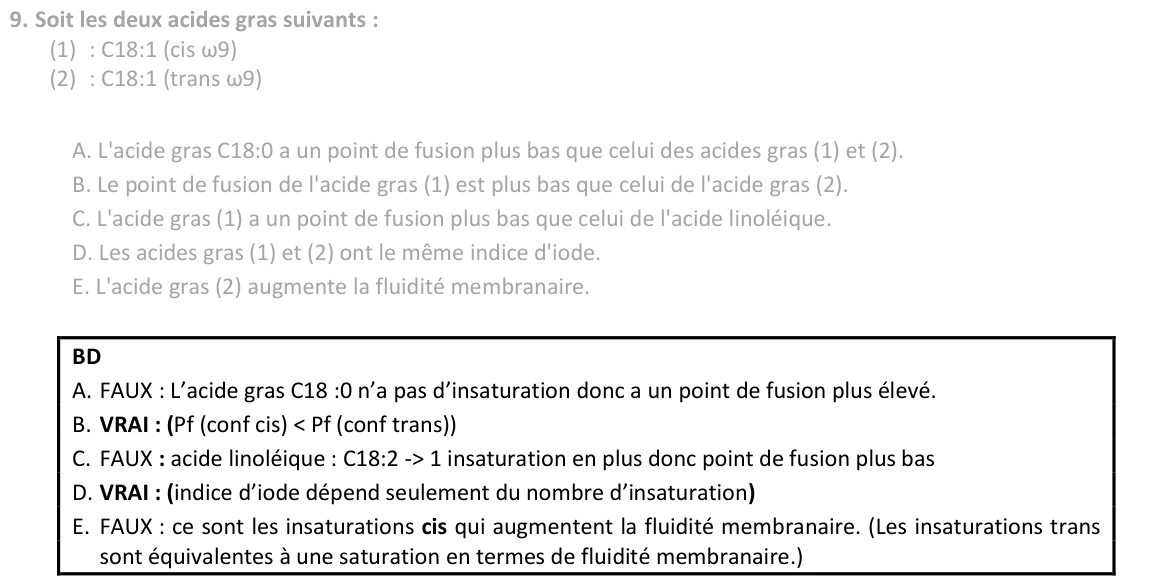 9. Soit les deux acides gras suivants :
(1) : C18:1 (cis ω9)
(2) : C18:1 (trans ω9)
A. L'acide gras C18:0 a un point de fusion plus bas que celui des acides gras (1) et (2).
B. Le point de fusion de l'acide gras (1) est plus bas que celui de l'acide gras (2).
C. L'acide gras (1) a un point de fusion plus bas que celui de l'acide linoléique.
D. Les acides gras (1) et (2) ont le même indice d'iode.
E. L'acide gras (2) augmente la fluidité membranaire.
BD
A. FAUX : L’acide gras C18 :0 n’a pas d’insaturation donc a un point de fusion plus élevé.
B. VRAI : (Pf (conf cis) < Pf (conf trans))
C. FAUX : acide linoléique : C18:2 -> 1 insaturation en plus donc point de fusion plus bas
D. VRAI : (indice d’iode dépend seulement du nombre d’insaturation)
E. FAUX : ce sont les insaturations cis qui augmentent la fluidité membranaire. (Les insaturations trans
sont équivalentes à une saturation en termes de fluidité membranaire.)